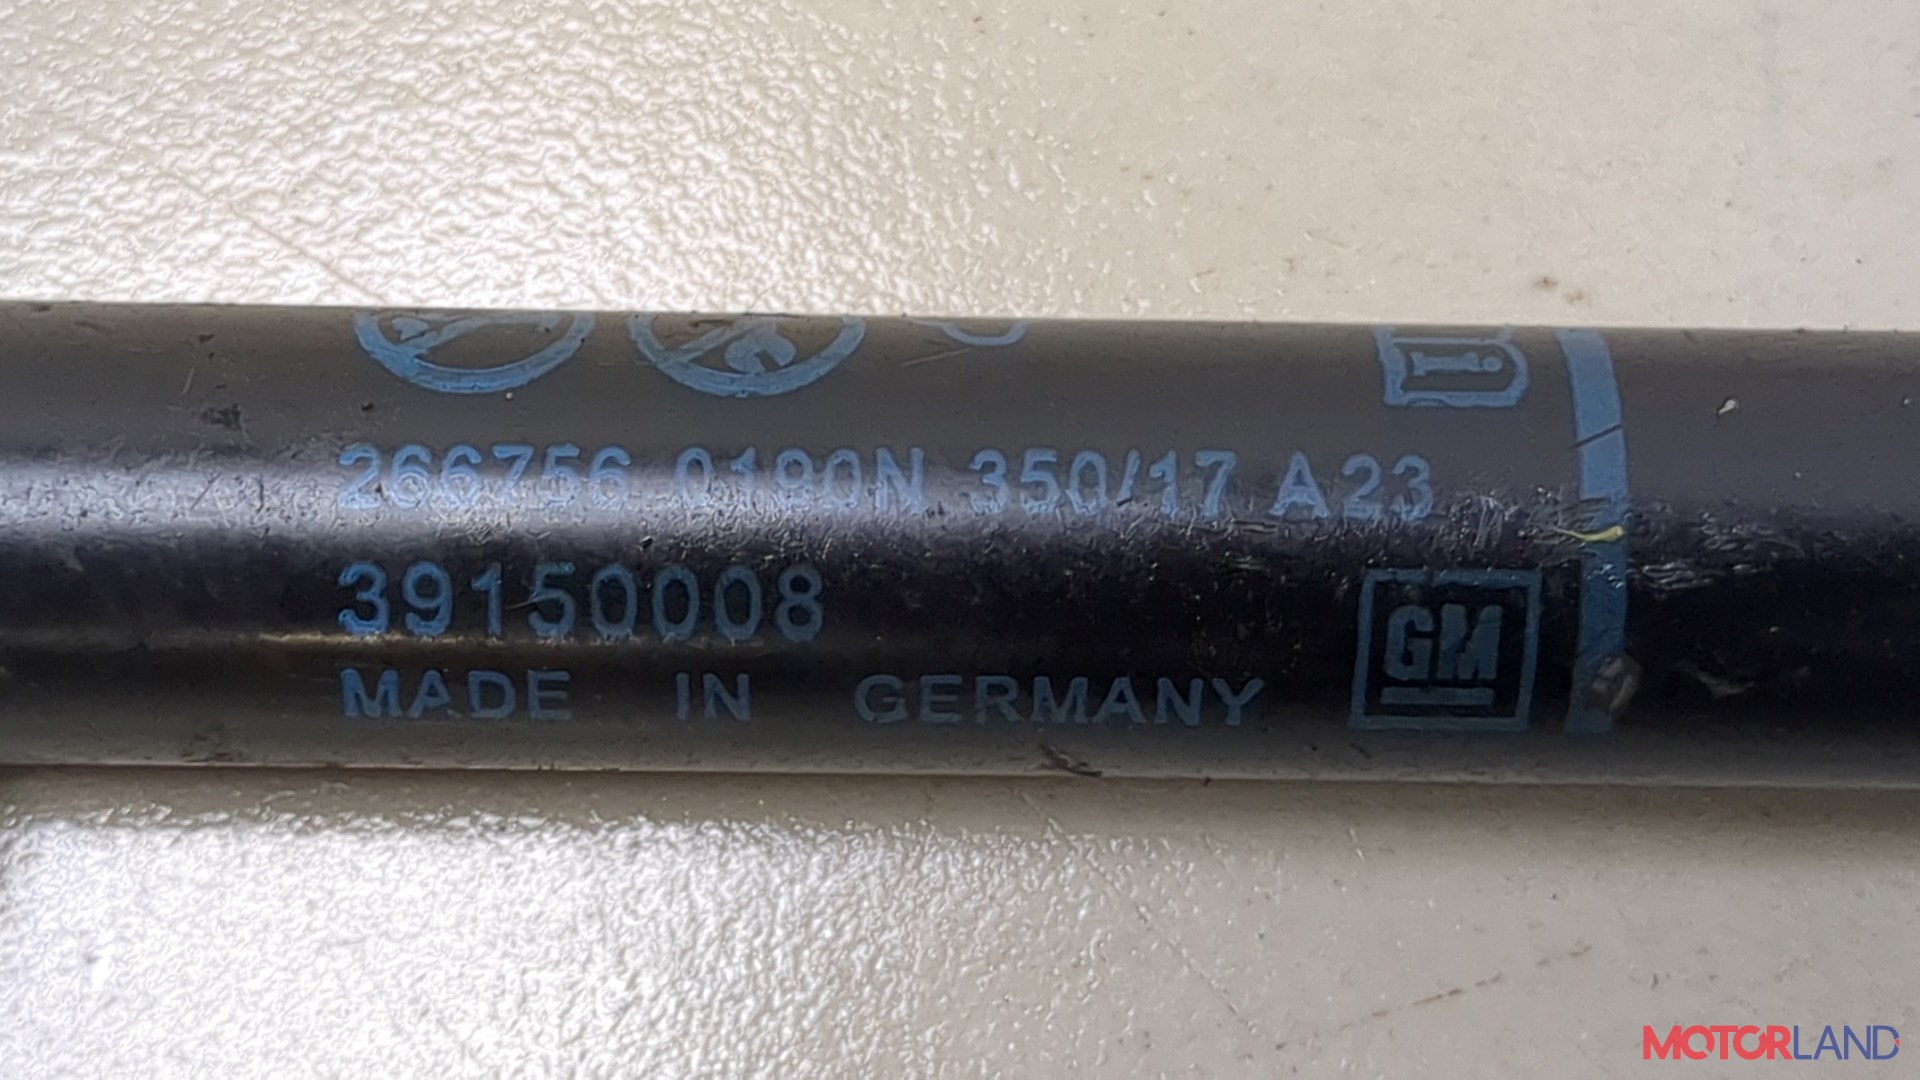 i
266756 0190N 350/17 A23
39150008
GM
MADE IN GERMANY
MOTORLAND